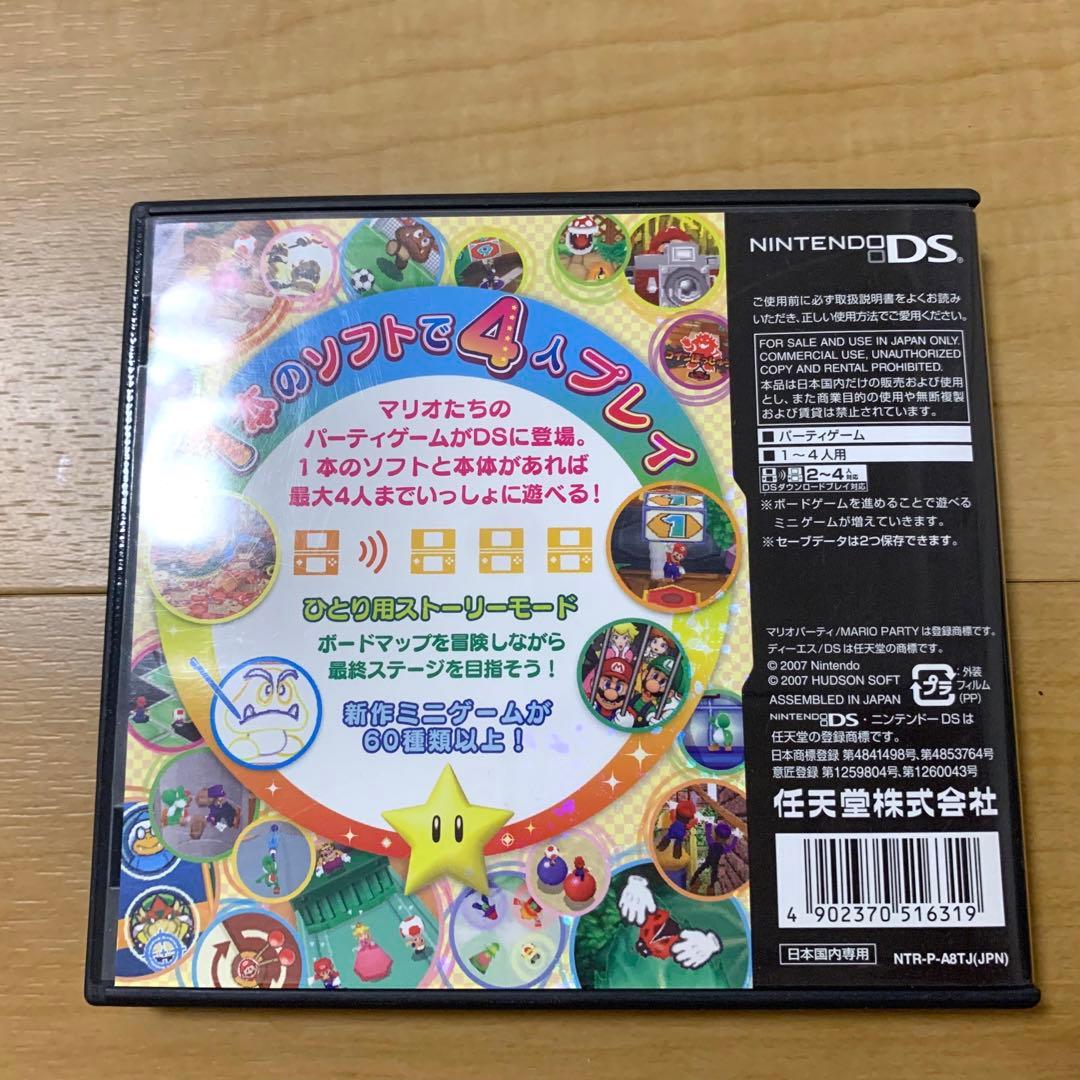 1本のソフトで4人プレイ
マリオたちの
パーティゲームがDSに登場。
1本のソフトと本体があれば
最大4人までいっしょに遊べる!
ひとり用ストーリーモード
ボードマップを冒険しながら
最終ステージを目指そう!
新作ミニゲームが
60種類以上!
NINTENDO DS®
ご使用前に必ず取扱説明書をよくお読み
いただき、正しい使用方法でご愛用ください。
FOR SALE AND USE IN JAPAN ONLY.
COMMERCIAL USE, UNAUTHORIZED
COPY AND RENTAL PROHIBITED.
本品は日本国内だけの販売および使用
とし、また商業目的の使用や無断複製
および賃貸は禁止されています。
■パーティゲーム
■1~4人用
2~4人対応
DSダウンロードプレイ対応
※ボードゲームを進めることで遊べる
ミニゲームが増えていきます。
※セーブデータは2つ保存できます。
マリオパーティ/MARIO PARTYは登録商標です。
ディーエス/DSは任天堂の商標です。
© 2007 Nintendo
© 2007 HUDSON SOFT
ASSEMBLED IN JAPAN
プラ
:外装
フィルム
(PP)
NINTENDO DS・ニンテンドーDSは
任天堂の登録商標です。
日本商標登録 第4841498号、第4853764号
意匠登録 第1259804号、第1260043号
任天堂株式会社
4 902370 516319
日本国内専用
NTR-P-A8TJ(JPN)